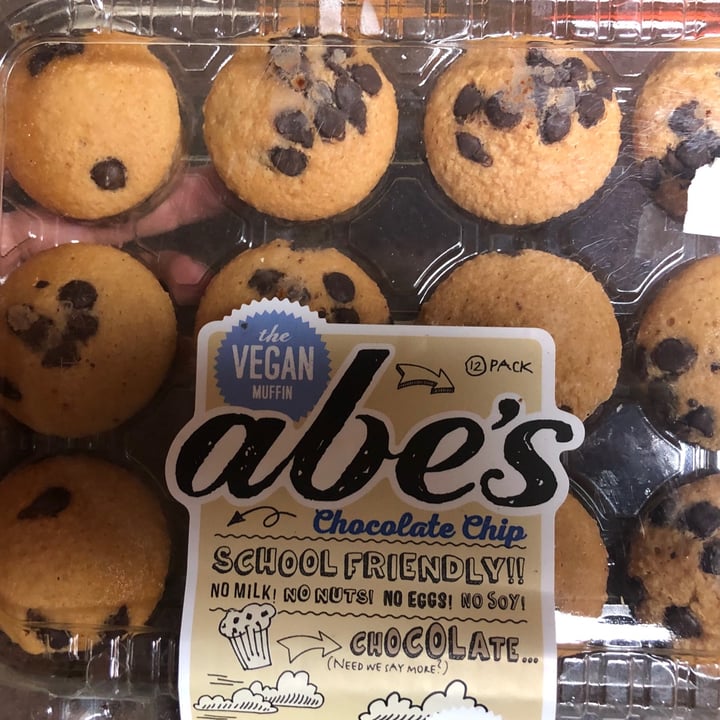 the
VEGAN
MUFFIN
12 PACK
abe's
Chocolate Chip
SCHOOL FRIENDLY!!
NO MILK! NO NUTS! NO EGGS! NO SOY!
CHOCOLATE...
(NEED WE SAY MORE?)